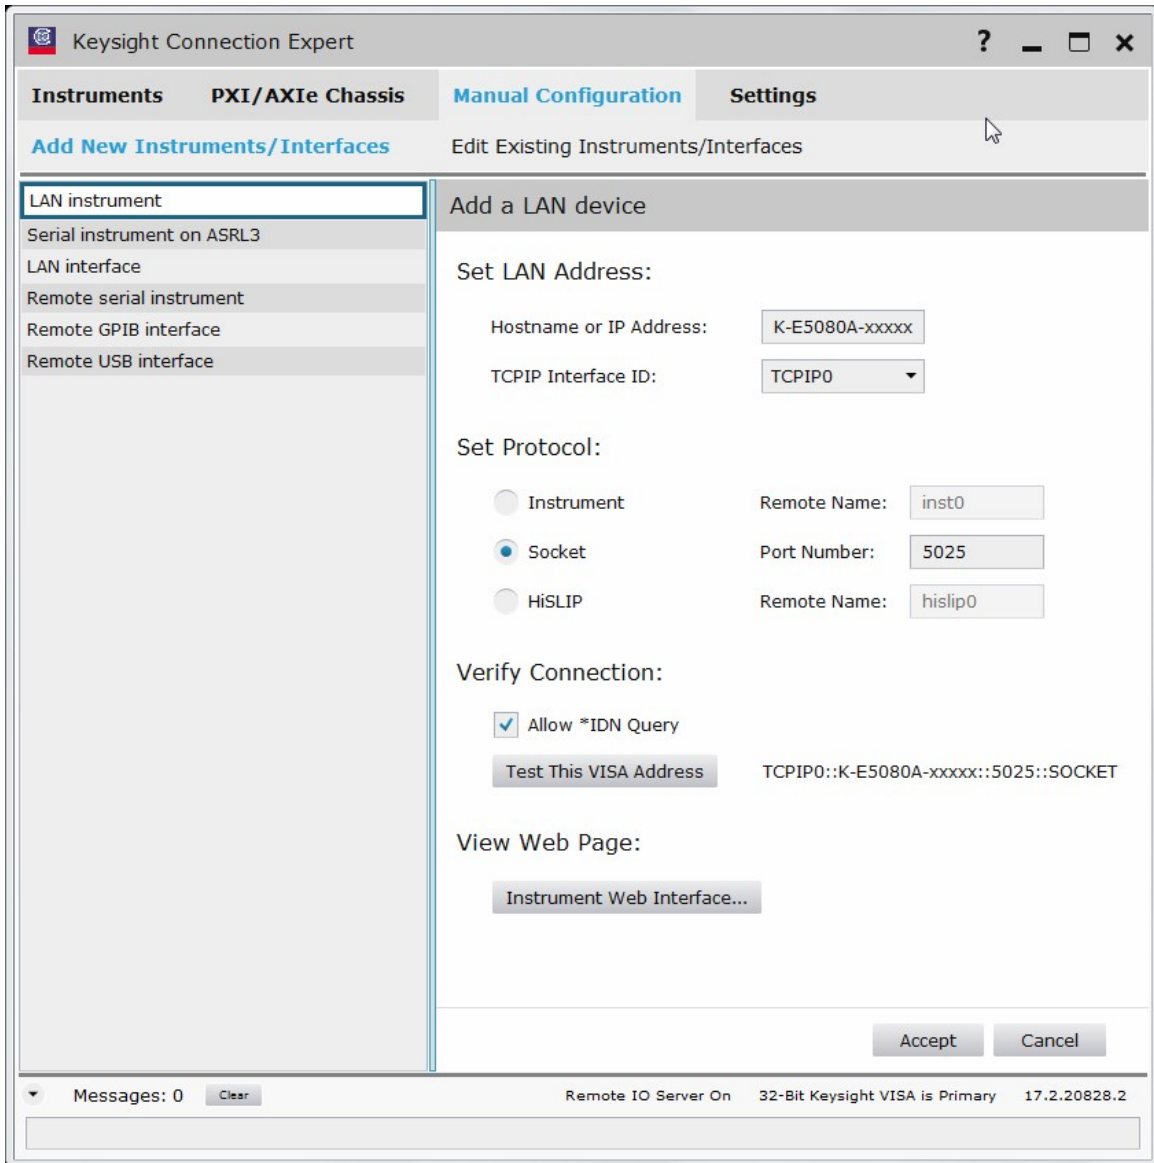 Keysight Connection Expert ?
Instruments PXI/AXIe Chassis Manual Configuration Settings
Add New Instruments/Interfaces Edit Existing Instruments/Interfaces
LAN instrument
Serial instrument on ASRL3
LAN interface
Remote serial instrument
Remote GPIB interface
Remote USB interface
Add a LAN device
Set LAN Address:
Hostname or IP Address: K-E5080A-xxxxx
TCPIP Interface ID: TCPIP0
Set Protocol:
Instrument Remote Name: inst0
Socket Port Number: 5025
HiSLIP Remote Name: hislip0
Verify Connection:
Allow *IDN Query
Test This VISA Address TCPIP0::K-E5080A-xxxxx::5025::SOCKET
View Web Page:
Instrument Web Interface...
Accept Cancel
Messages: 0 Clear Remote IO Server On 32-Bit Keysight VISA is Primary 17.2.20828.2